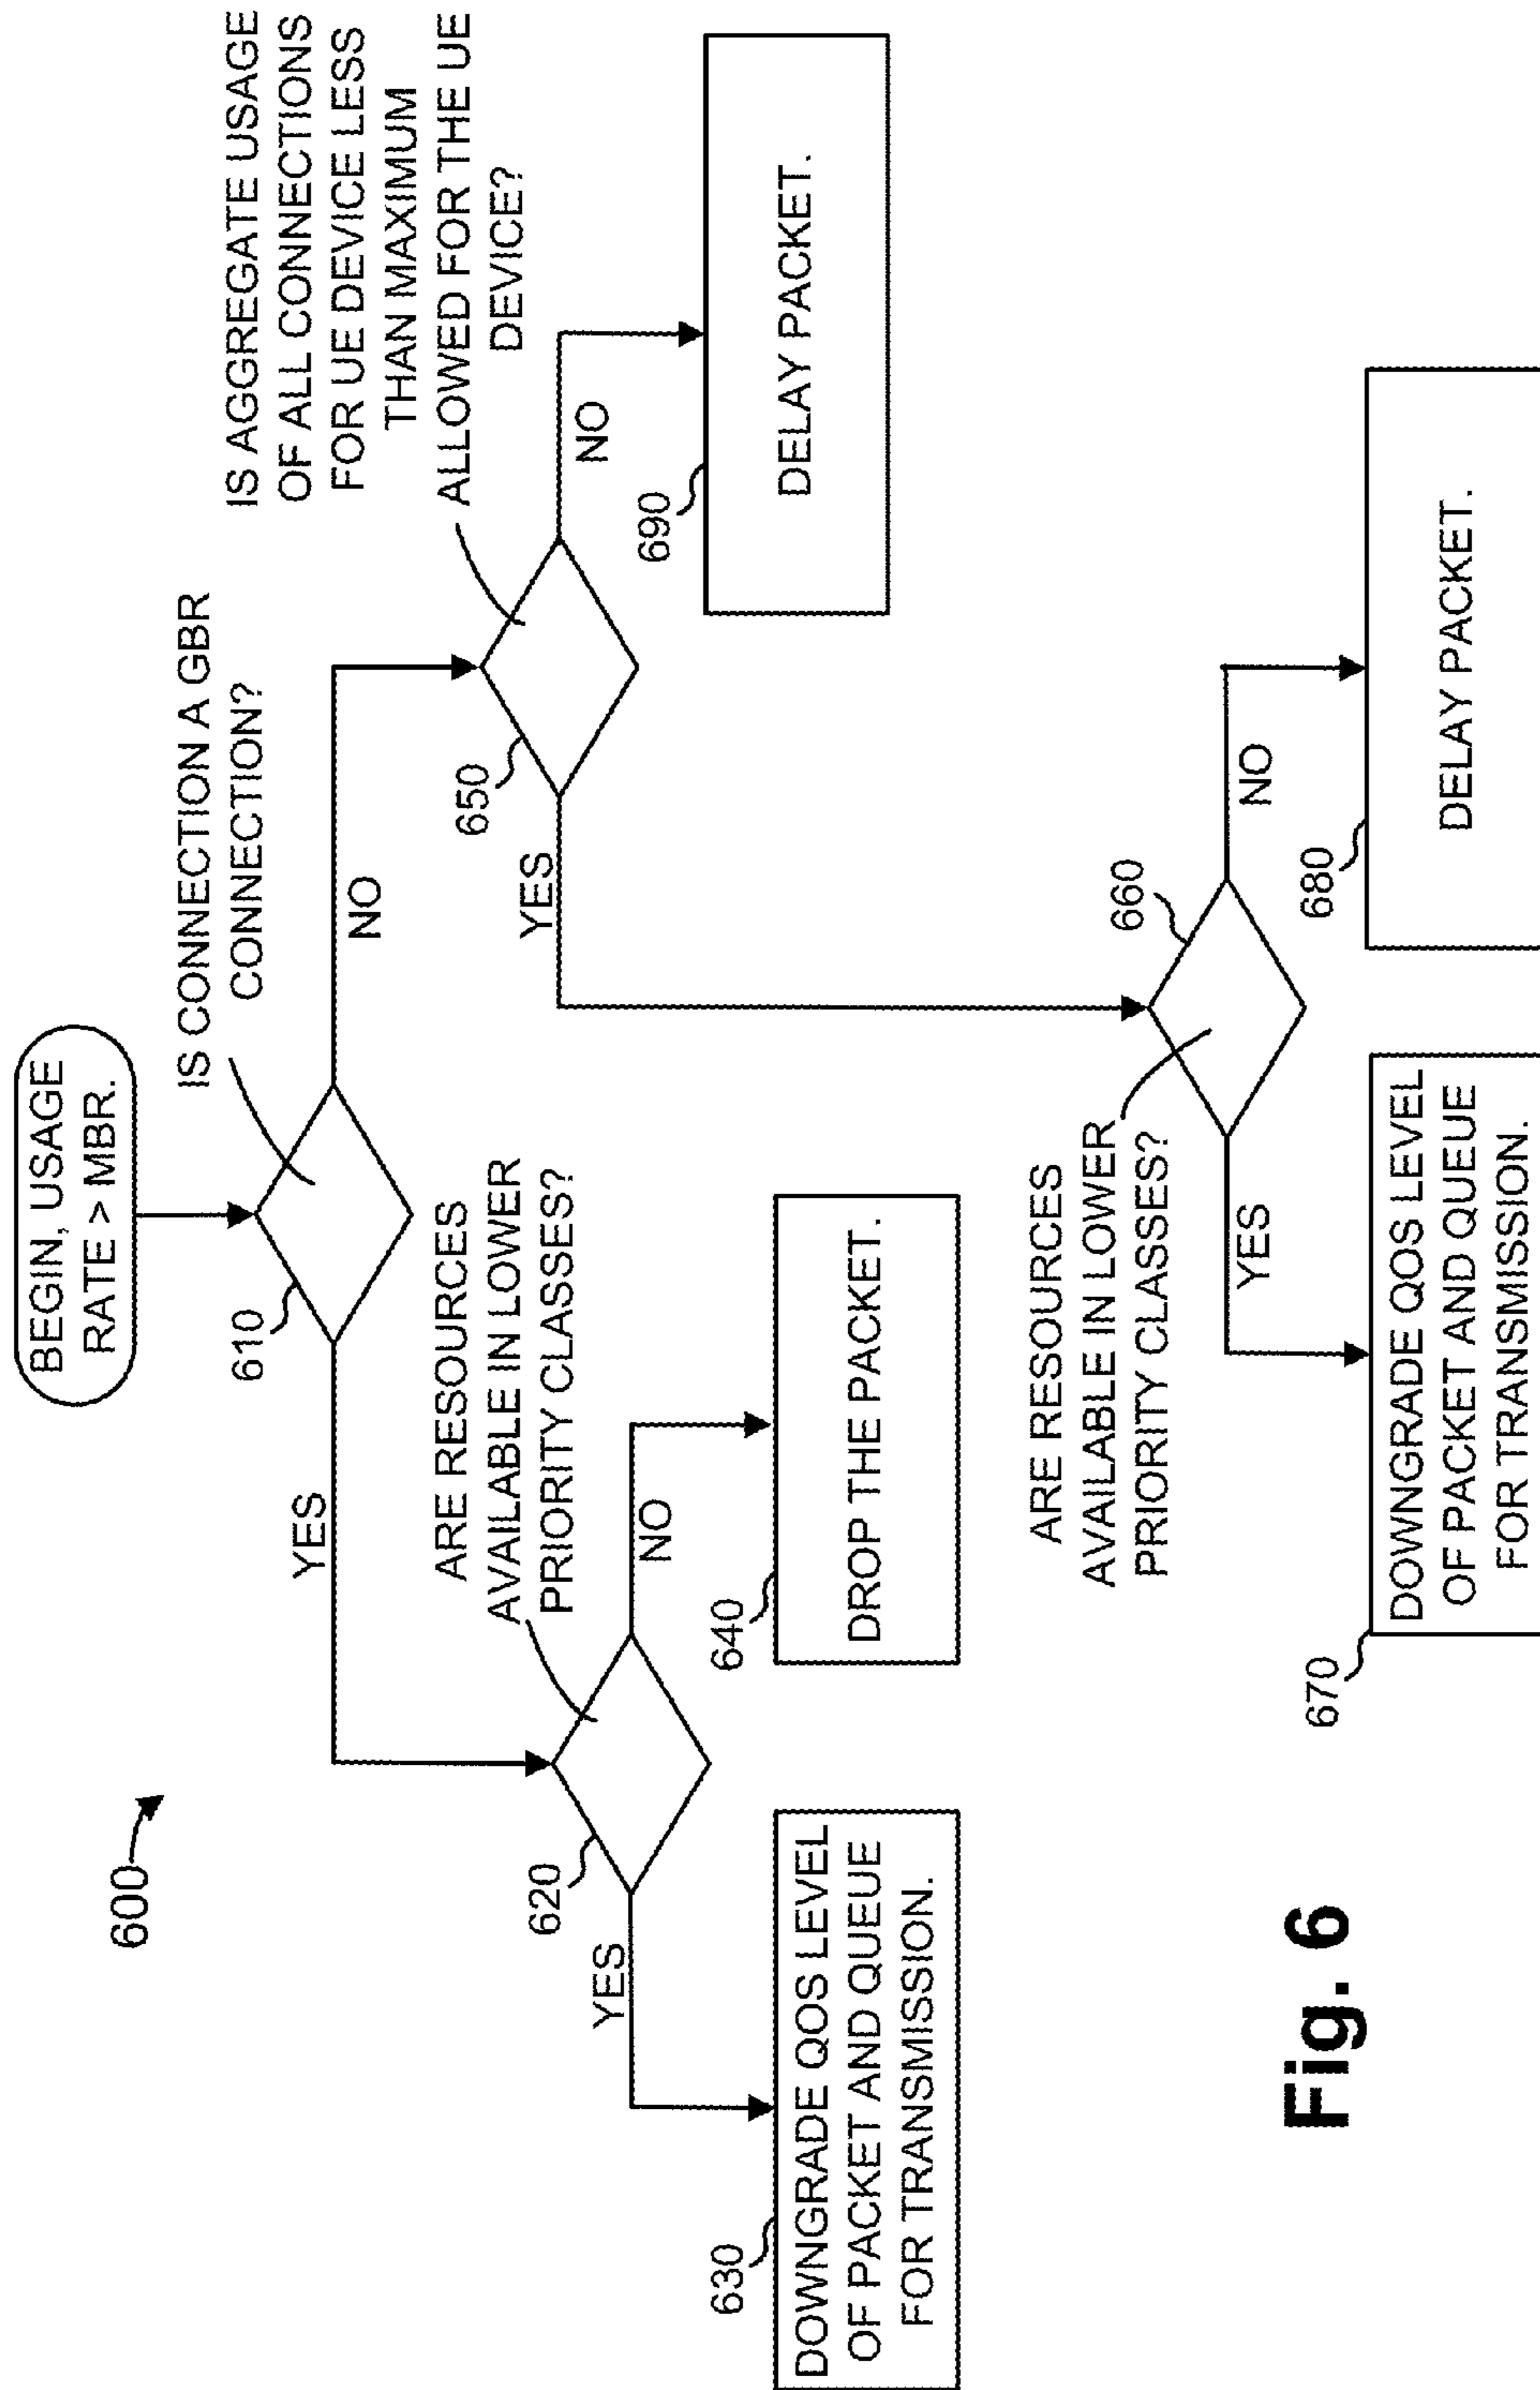 600
BEGIN, USAGE
RATE > MBR.
IS CONNECTION A GBR
CONNECTION?
610
YES
NO
IS AGGREGATE USAGE
OF ALL CONNECTIONS
FOR UE DEVICE LESS
THAN MAXIMUM
ALLOWED FOR THE UE
DEVICE?
ARE RESOURCES
AVAILABLE IN LOWER
PRIORITY CLASSES?
620
YES
NO
650
YES
NO
630
DOWNGRADE QOS LEVEL
OF PACKET AND QUEUE
FOR TRANSMISSION.
640
DROP THE PACKET.
690
DELAY PACKET.
ARE RESOURCES
AVAILABLE IN LOWER
PRIORITY CLASSES?
660
YES
NO
670
DOWNGRADE QOS LEVEL
OF PACKET AND QUEUE
FOR TRANSMISSION.
680
DELAY PACKET.
Fig. 6